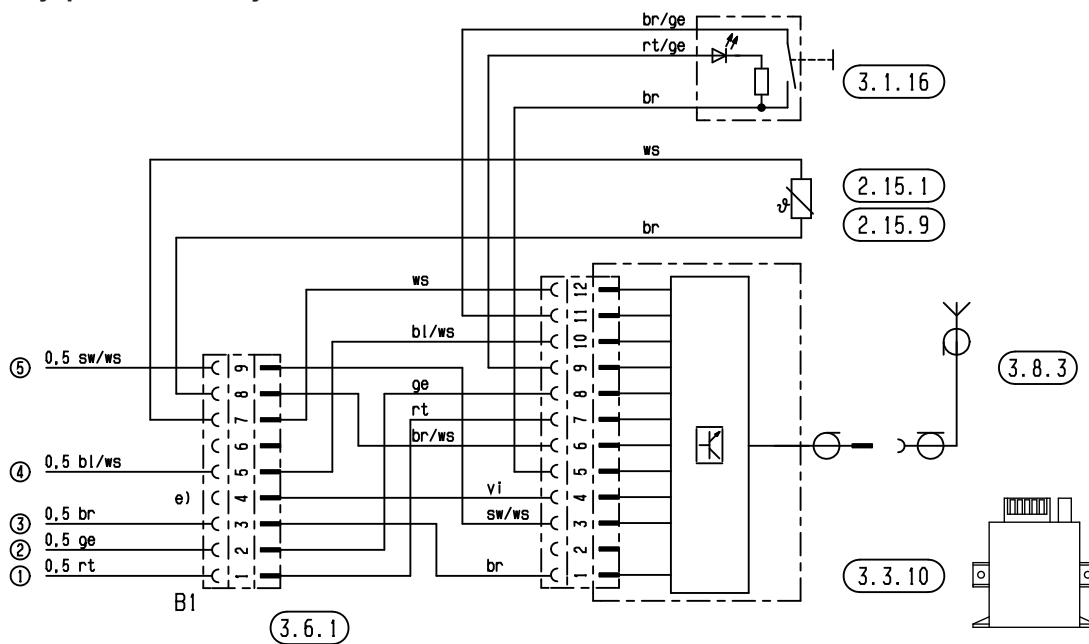 br/ge
rt/ge
3.1.16
br
ws
2.15.1
ϑ
2.15.9
br
ws
12
11
bl/ws
10
⑤ 0,5 sw/ws
9
9
3.8.3
8
ge
8
7
rt
7
6
br/ws
6
④ 0,5 bl/ws
5
5
e)
4
vi
4
③ 0,5 br
3
sw/ws
3
② 0,5 ge
2
2
① 0,5 rt
1
br
1
3.3.10
B1
3.6.1